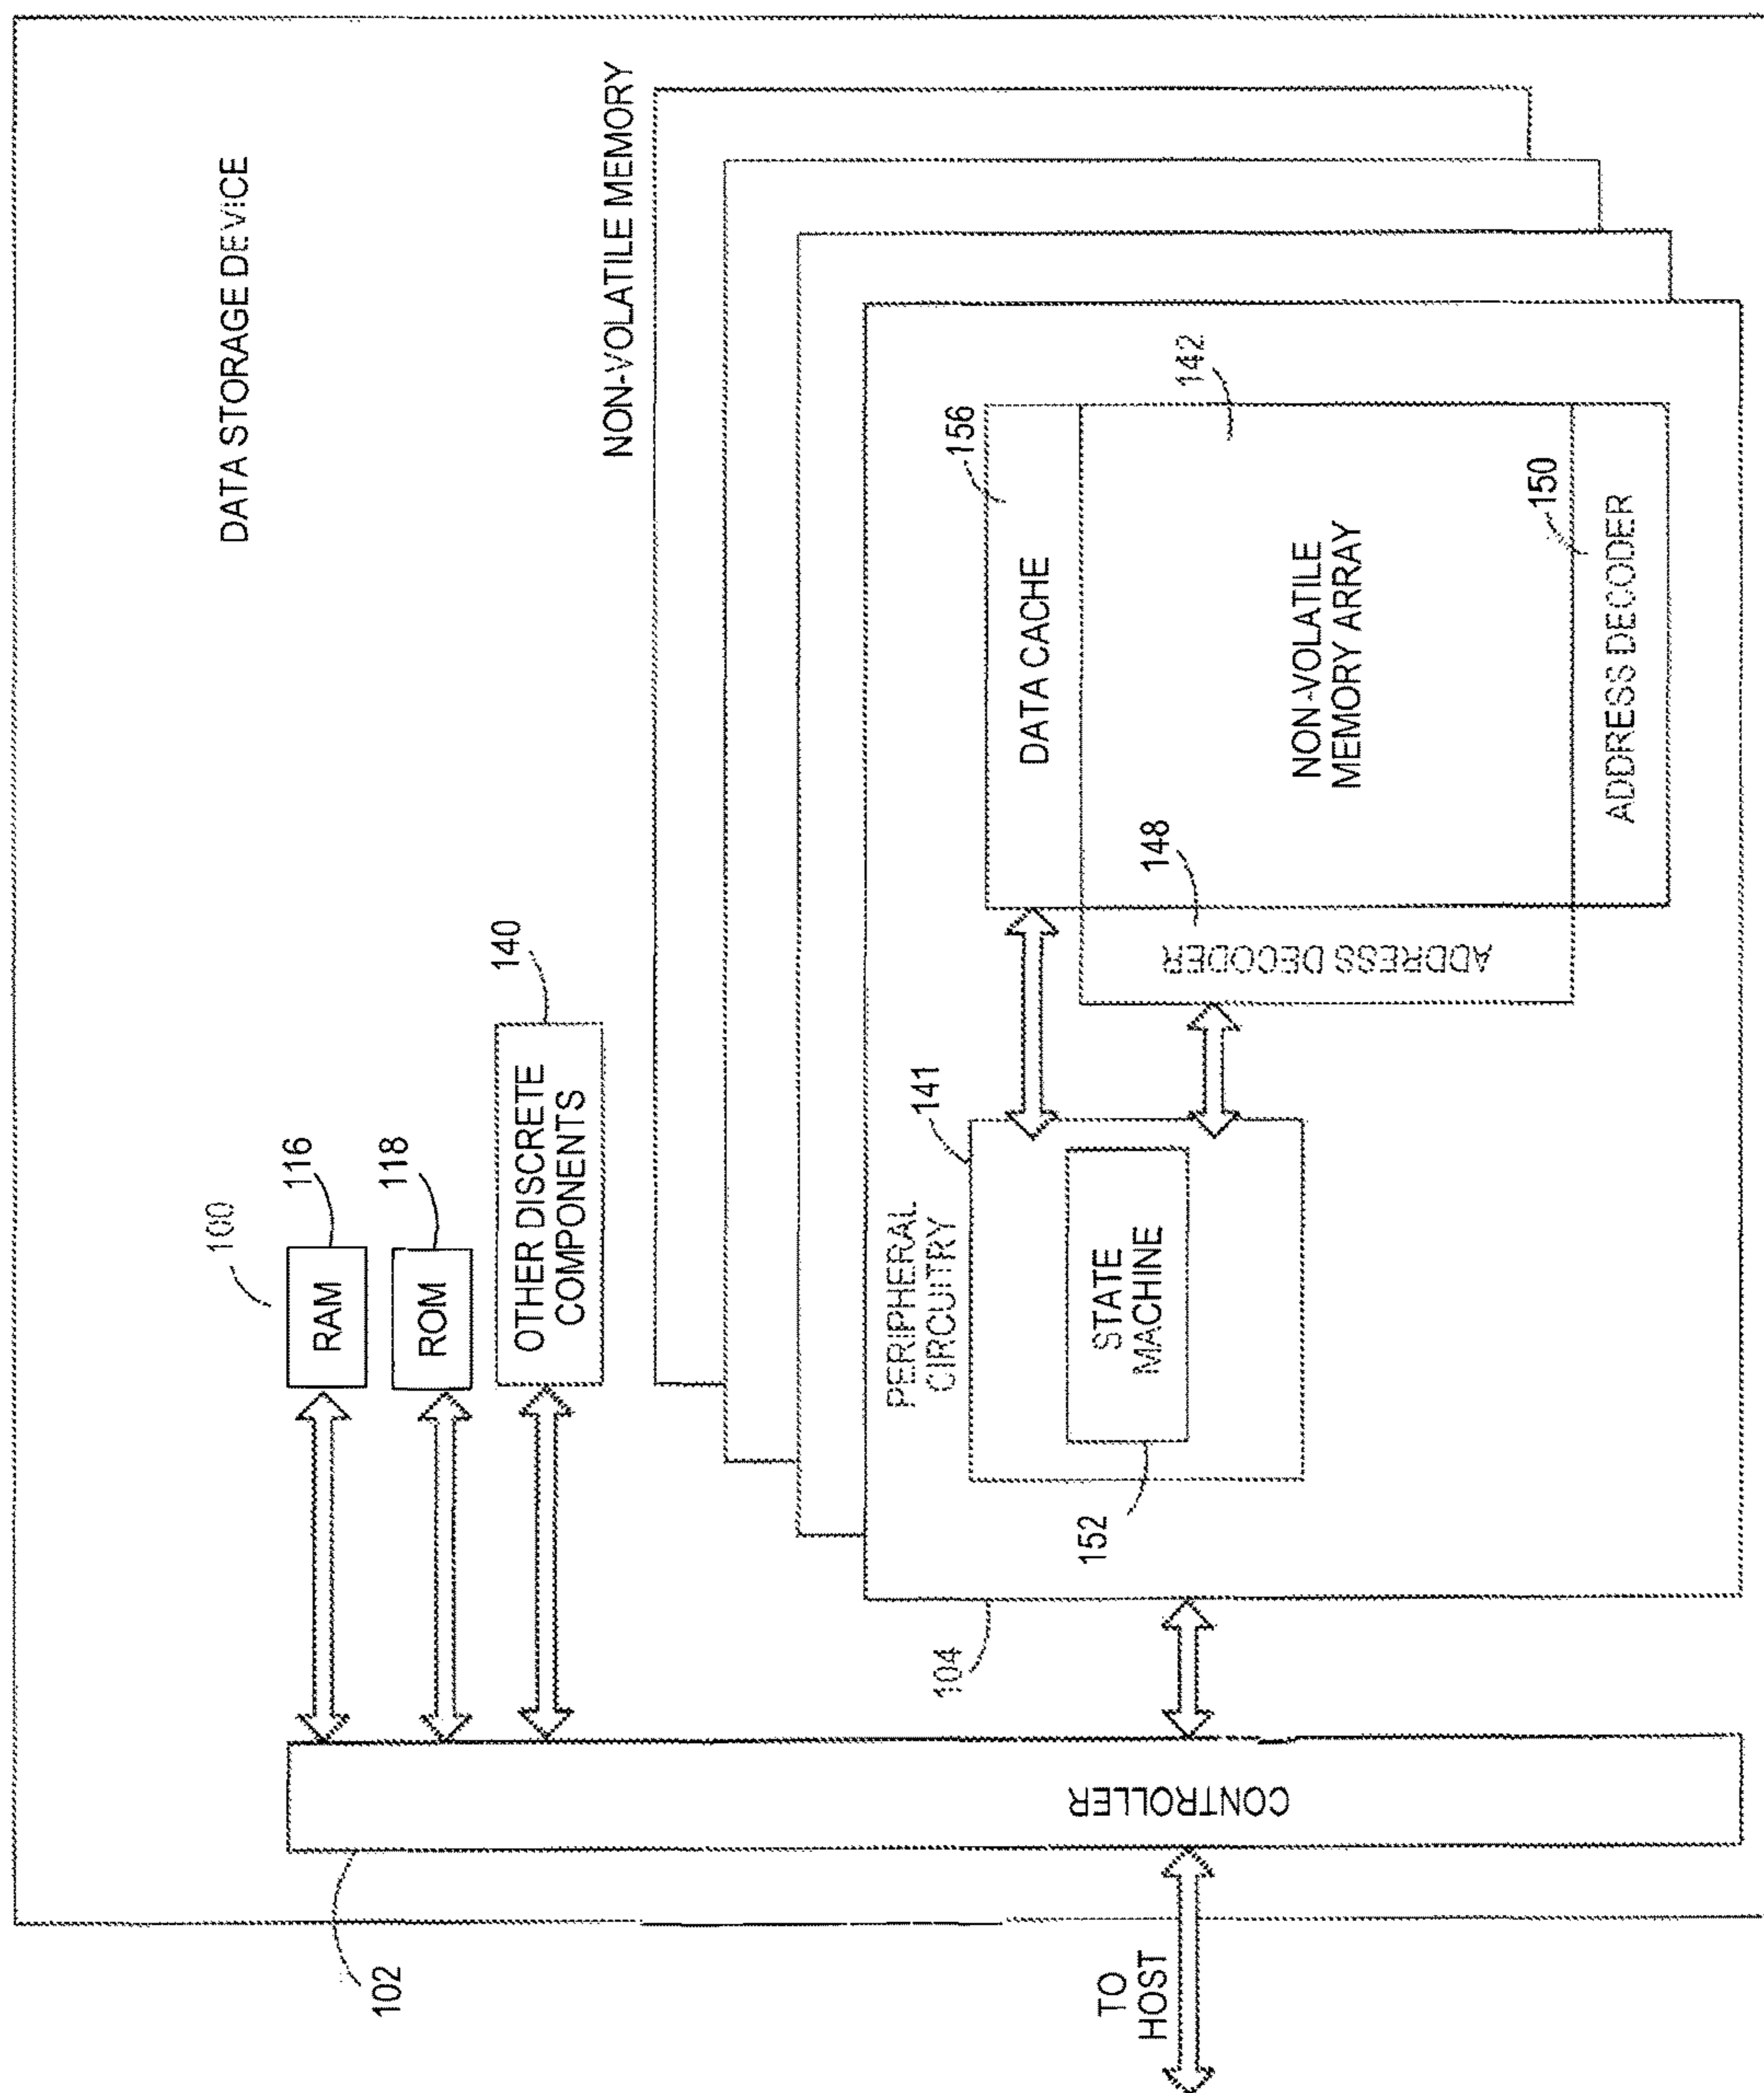 DATA STORAGE DEVICE
100
RAM
116
ROM
118
OTHER DISCRETE
COMPONENTS
140
NON-VOLATILE MEMORY
102
CONTROLLER
TO
HOST
104
PERIPHERAL
CIRCUITRY
141
STATE
MACHINE
152
DATA CACHE
156
142
NON-VOLATILE
MEMORY ARRAY
148
ADDRESS DECODER
150
ADDRESS DECODER